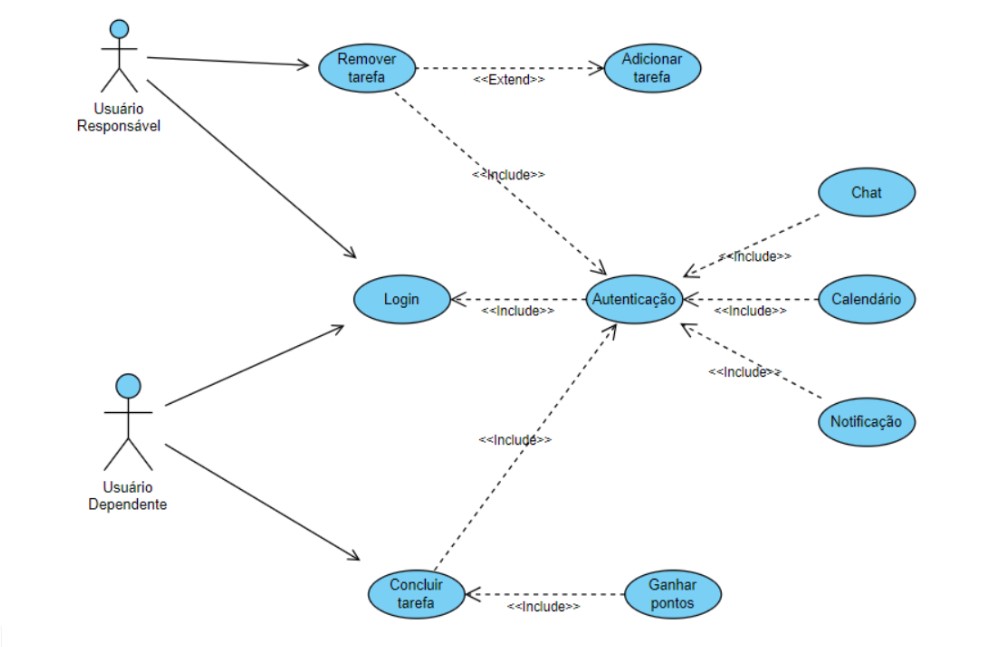 Usuário
Responsável
Remover
tarefa
<<Extend>>
Adicionar
tarefa
<<Include>>
Chat
<<Include>>
Login
<<Include>>
Autenticação
<<Include>>
Calendário
<<Include>>
Notificação
Usuário
Dependente
<<Include>>
Concluir
tarefa
<<Include>>
Ganhar
pontos